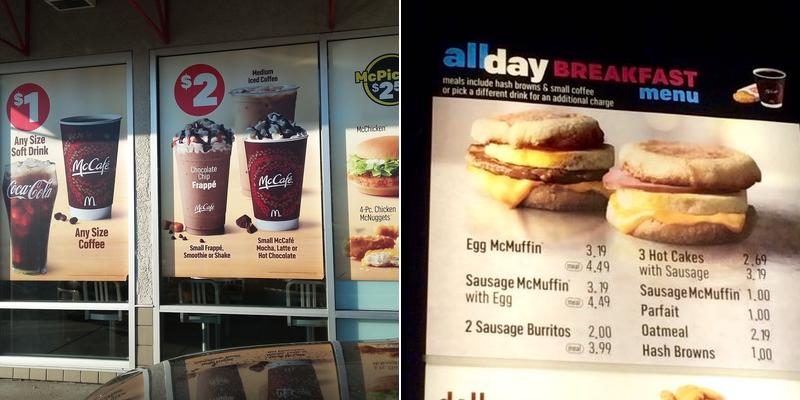 $1
Any Size
Soft Drink
Coca-Cola
McCafé
Any Size
Coffee
$2
Medium
Iced Coffee
Chocolate
Chip
Frappé
McCafé
McCafé
Small Frappé,
Smoothie or Shake
Small McCafé
Mocha, Latte or
Hot Chocolate
McPic
$2
McChicken
4-Pc. Chicken
McNuggets
allday BREAKFAST
menu
meals include hash browns & small coffee
or pick a different drink for an additional charge
Egg McMuffin 3.19
meal 4.49
Sausage McMuffin 3.19
with Egg meal 4.49
2 Sausage Burritos 2.00
meal 3.99
3 Hot Cakes 2.69
with Sausage 3.19
Sausage McMuffin 1.00
Parfait 1.00
Oatmeal 2.19
Hash Browns 1.00